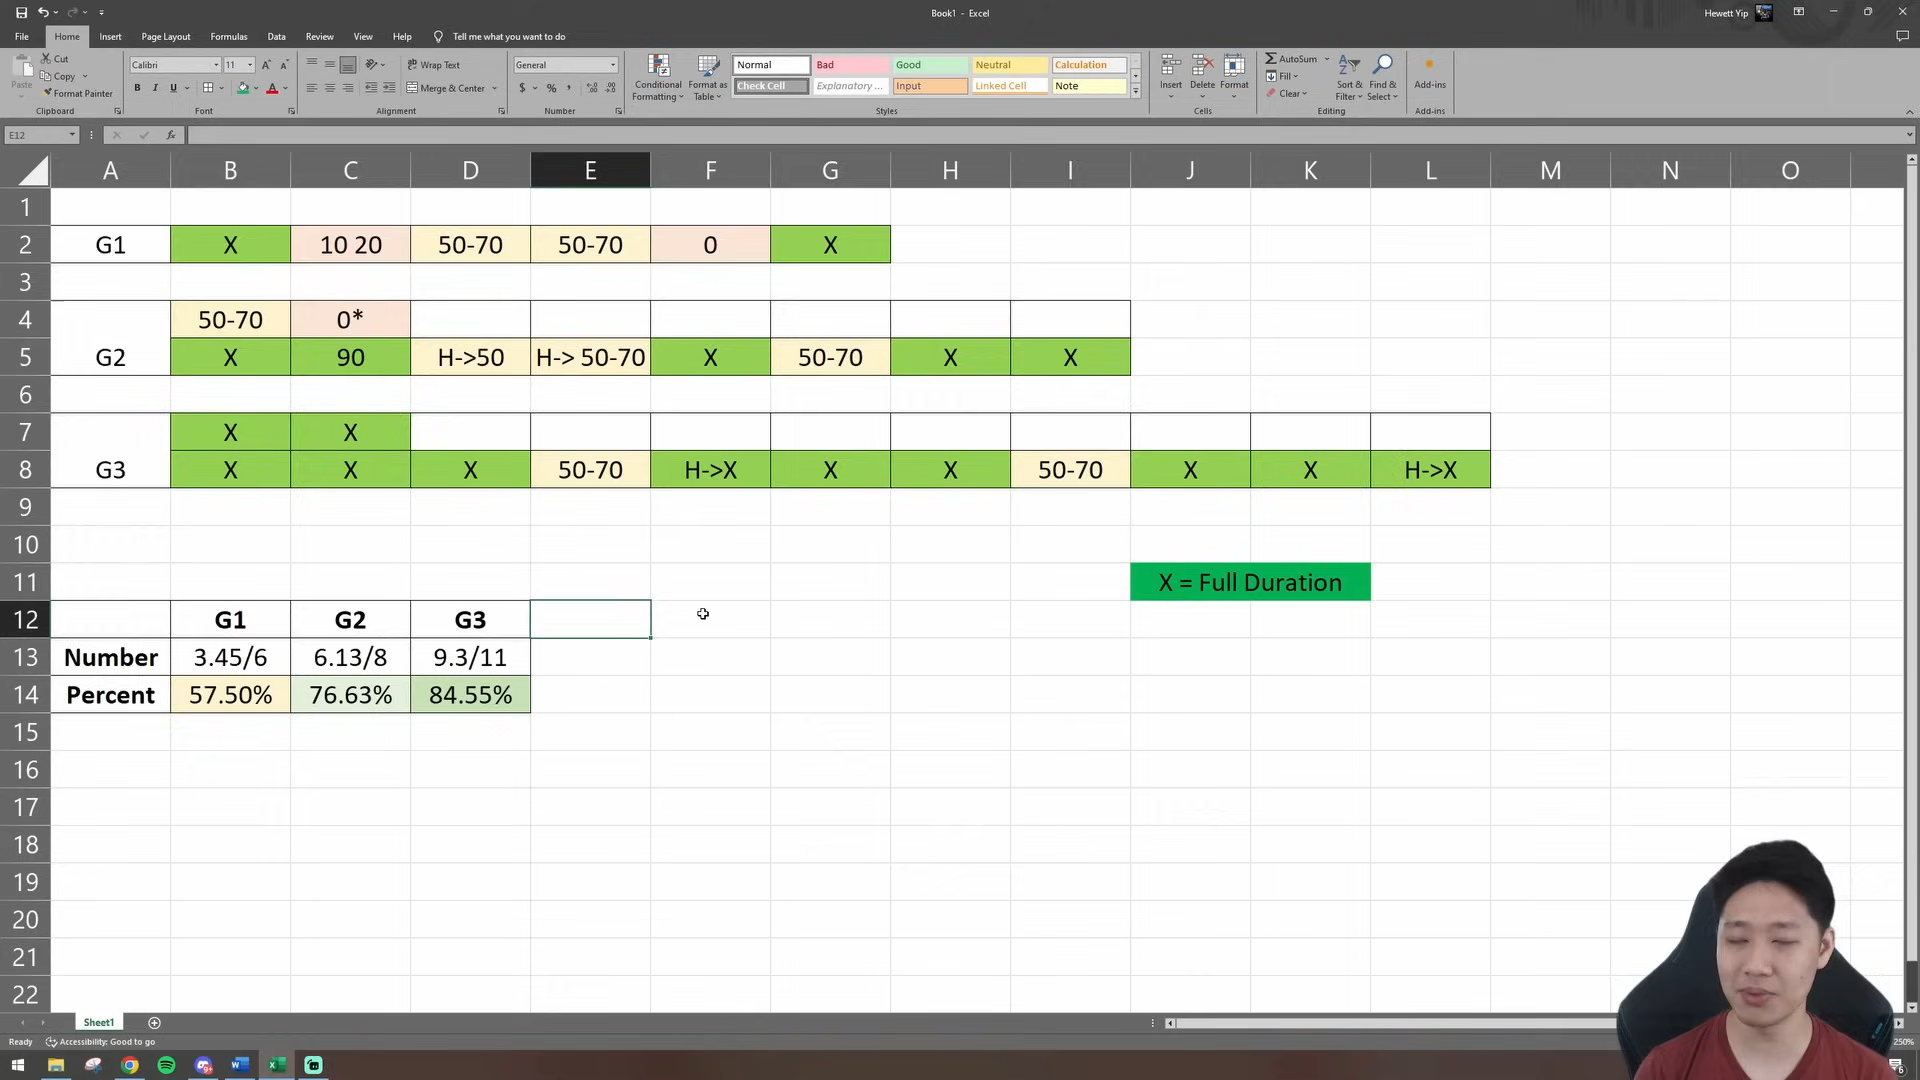 Book1 - Excel
Hewett Yip
File Home Insert Page Layout Formulas Data Review View Help Tell me what you want to do
Paste
Cut
Copy
Format Painter
Clipboard
Calibri 11
B I U
Font
Wrap Text
Merge & Center
Alignment
General
$ % ,
Number
Conditional Formatting
Format as Table
Normal Bad Good Neutral Calculation
Check Cell Explanatory ... Input Linked Cell Note
Styles
Insert Delete Format
Cells
AutoSum
Fill
Clear
Sort & Filter
Find & Select
Editing
Add-ins
Add-ins
E12
fx
A B C D E F G H I J K L M N O
1
2 G1 X 10 20 50-70 50-70 0 X
3
4 50-70 0*
5 G2 X 90 H->50 H-> 50-70 X 50-70 X X
6
7 X X
8 G3 X X X 50-70 H->X X X 50-70 X X H->X
9
10
11 X = Full Duration
12 G1 G2 G3
13 Number 3.45/6 6.13/8 9.3/11
14 Percent 57.50% 76.63% 84.55%
15
16
17
18
19
20
21
22
Sheet1
Ready Accessibility: Good to go
250%